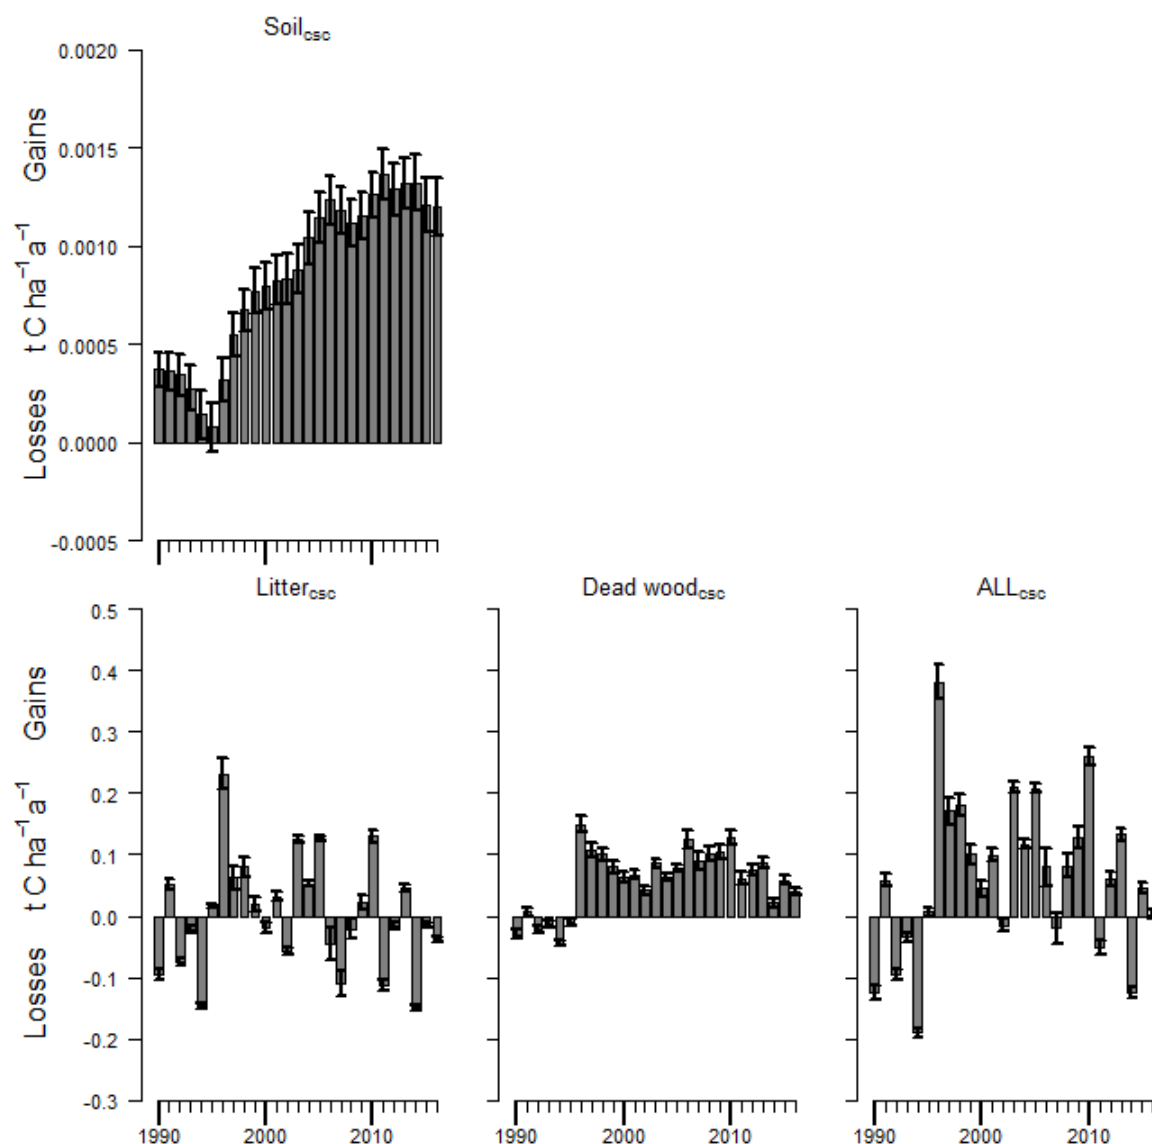 Soilcsc
0.0020
0.0015
0.0010
0.0005
0.0000
-0.0005
Losses t C ha⁻¹ a⁻¹ Gains
Littercsc
Dead woodcsc
ALLcsc
0.5
0.4
0.3
0.2
0.1
0.0
-0.1
-0.2
-0.3
Losses t C ha⁻¹ a⁻¹ Gains
1990 2000 2010
1990 2000 2010
1990 2000 2010